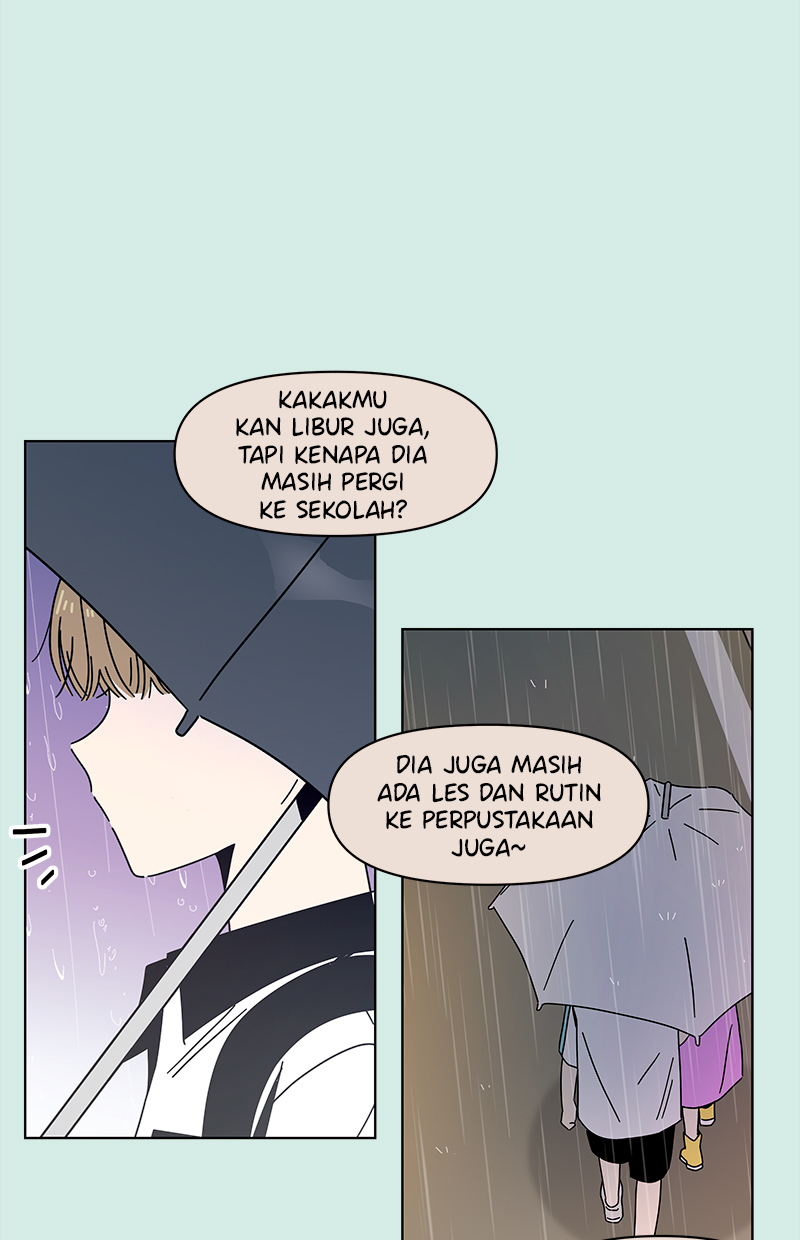 KAKAKMU
KAN LIBUR JUGA,
TAPI KENAPA DIA
MASIH PERGI
KE SEKOLAH?
DIA JUGA MASIH
ADA LES DAN RUTIN
KE PERPUSTAKAAN
JUGA~